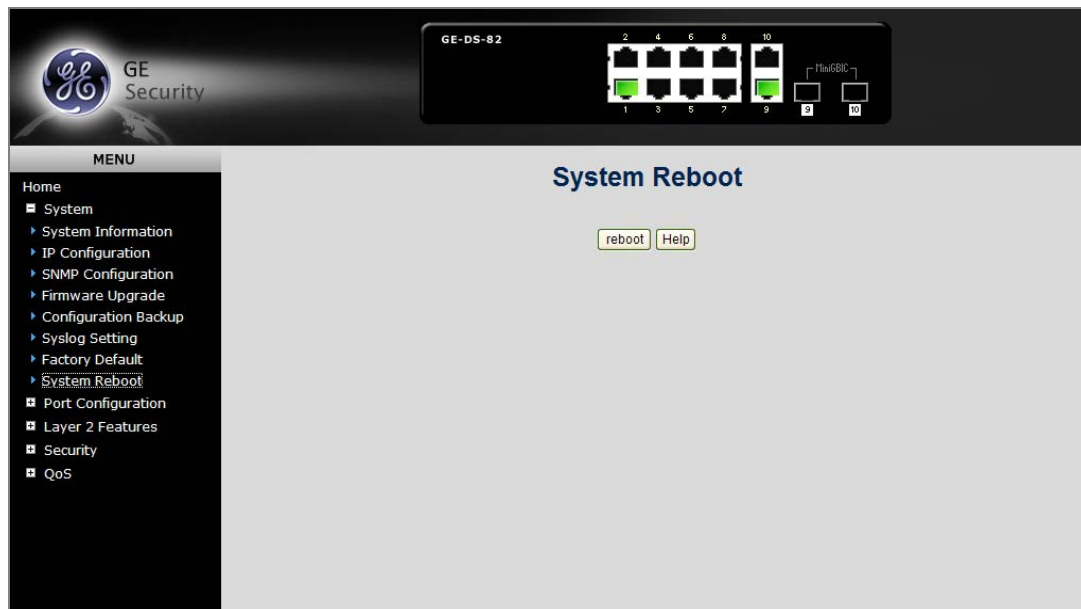 GE-DS-82
2 4 6 8 10
MiniGBIC
1 3 5 7 9 9 10
GE
Security
MENU
Home
System
System Information
IP Configuration
SNMP Configuration
Firmware Upgrade
Configuration Backup
Syslog Setting
Factory Default
System Reboot
Port Configuration
Layer 2 Features
Security
QoS
System Reboot
reboot Help